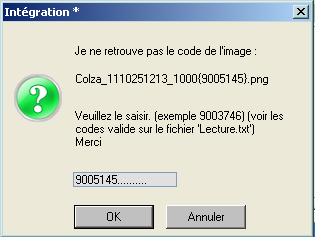 Intégration *
Je ne retrouve pas le code de l'image :
Colza_1110251213_1000{9005145}.png
Veuillez le saisir. (exemple 9003746) (voir les
codes valide sur le fichier 'Lecture.txt')
Merci
9005145..........
OK
Annuler